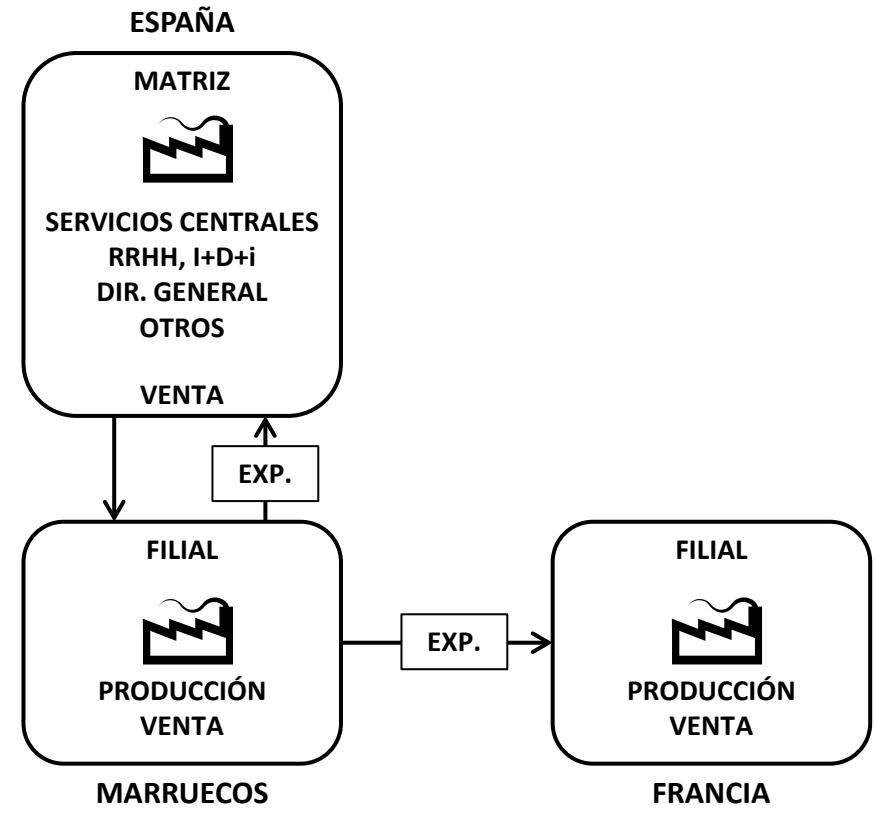 ESPAÑA
MATRIZ
SERVICIOS CENTRALES
RRHH, I+D+i
DIR. GENERAL
OTROS
VENTA
EXP.
FILIAL
PRODUCCIÓN
VENTA
MARRUECOS
EXP.
FILIAL
PRODUCCIÓN
VENTA
FRANCIA